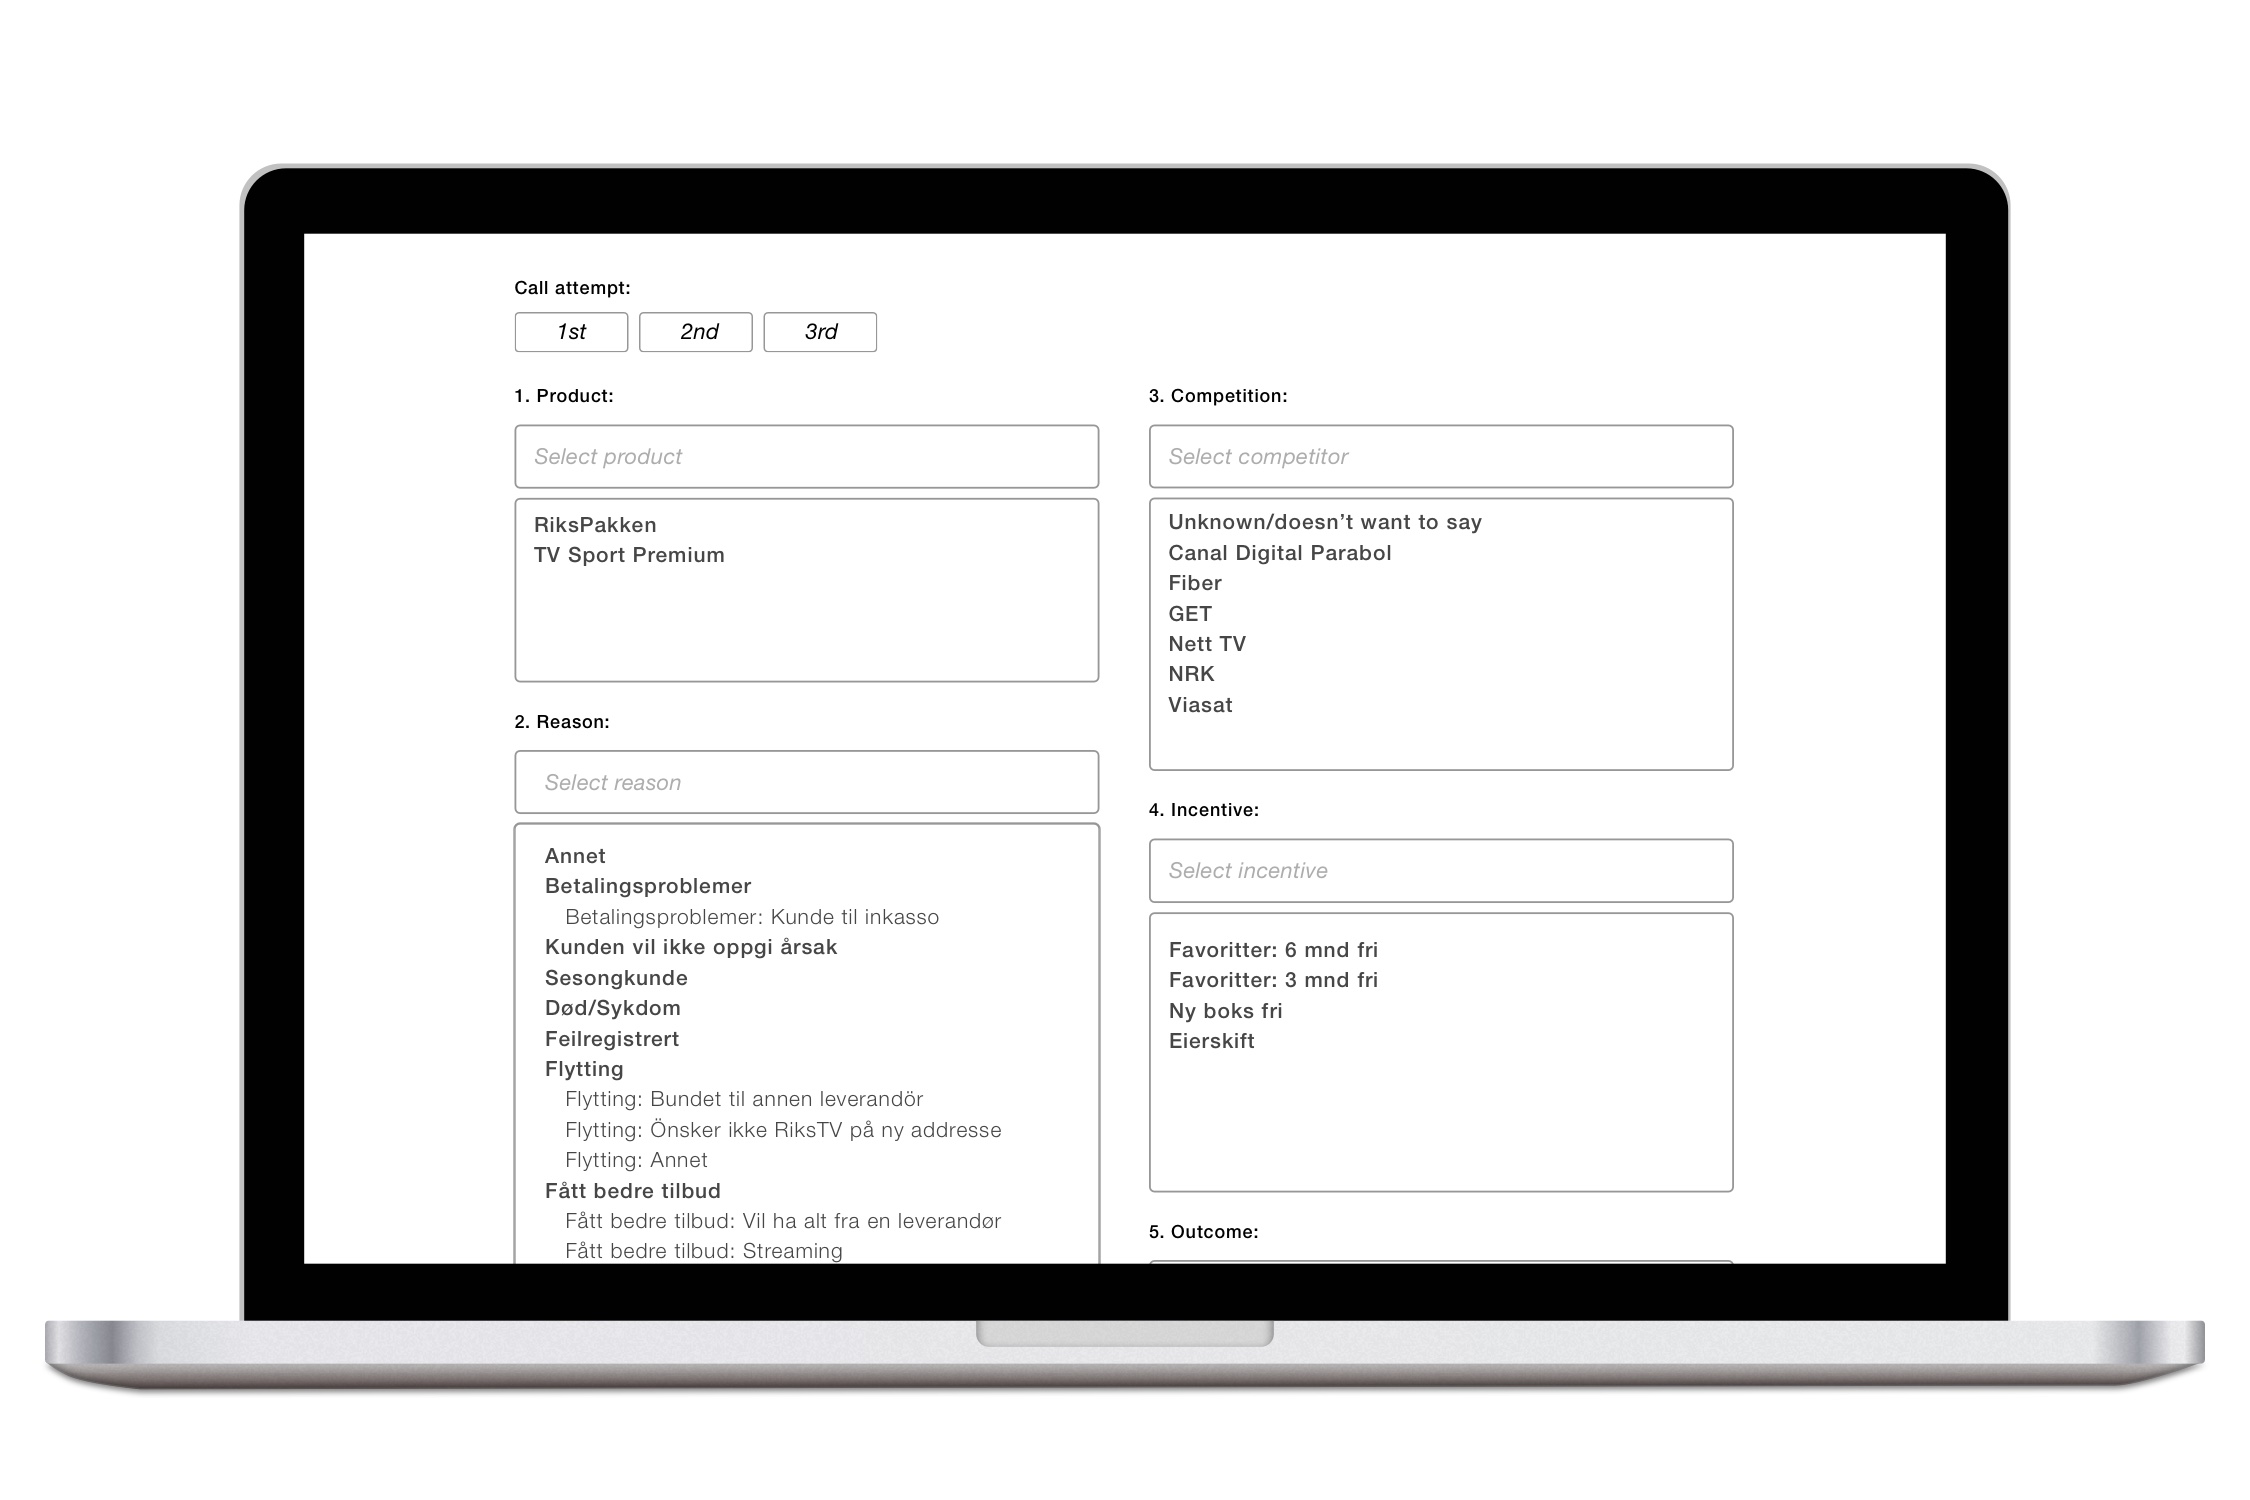 Call attempt:
1st 2nd 3rd
1. Product:
Select product
RiksPakken
TV Sport Premium
2. Reason:
Select reason
Annet
Betalingsproblemer
Betalingsproblemer: Kunde til inkasso
Kunden vil ikke oppgi årsak
Sesongkunde
Død/Sykdom
Feilregistrert
Flytting
Flytting: Bundet til annen leverandör
Flytting: Önsker ikke RiksTV på ny addresse
Flytting: Annet
Fått bedre tilbud
Fått bedre tilbud: Vil ha alt fra en leverandør
Fått bedre tilbud: Streaming
3. Competition:
Select competitor
Unknown/doesn’t want to say
Canal Digital Parabol
Fiber
GET
Nett TV
NRK
Viasat
4. Incentive:
Select incentive
Favoritter: 6 mnd fri
Favoritter: 3 mnd fri
Ny boks fri
Eierskift
5. Outcome: